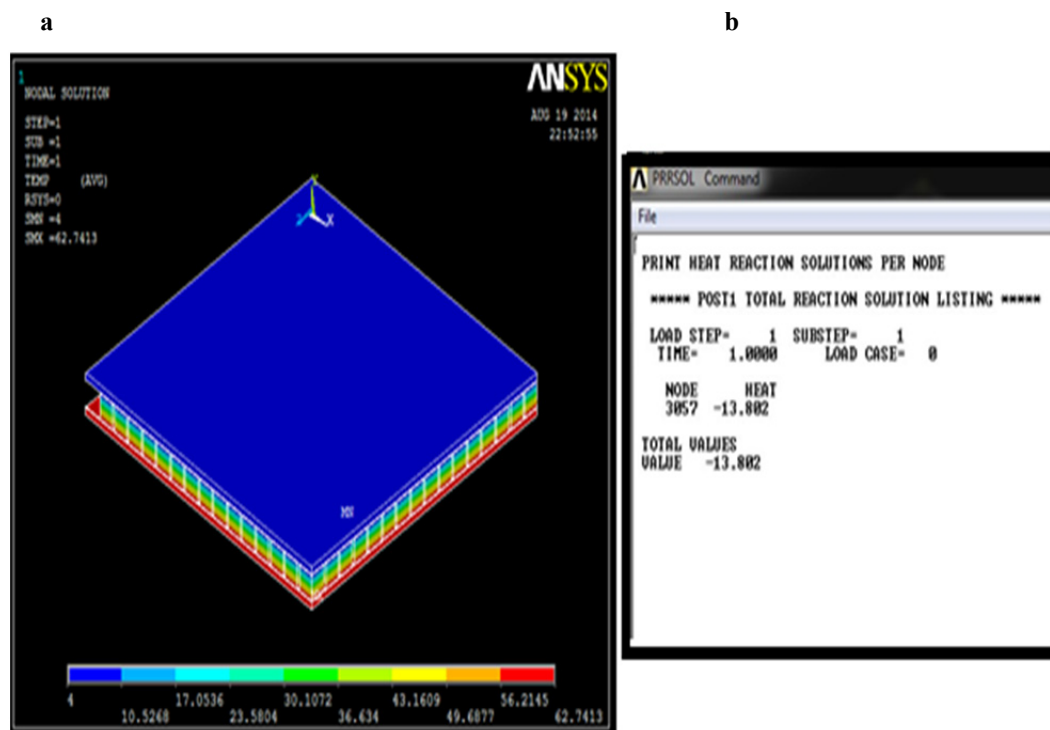 a
b
1
NODAL SOLUTION
STEP=1
SUB =1
TIME=1
TEMP (AVG)
RSYS=0
SMN =4
SMX =62.7413
ANSYS
AUG 19 2014
22:52:55
Y
Z X
MN
4 17.0536 30.1072 43.1609 56.2145
10.5268 23.5804 36.634 49.6877 62.7413
Λ PRRSOL Command
File
PRINT HEAT REACTION SOLUTIONS PER NODE
***** POST1 TOTAL REACTION SOLUTION LISTING *****
LOAD STEP= 1 SUBSTEP= 1
TIME= 1.0000 LOAD CASE= 0
NODE HEAT
3057 -13.802
TOTAL VALUES
VALUE -13.802